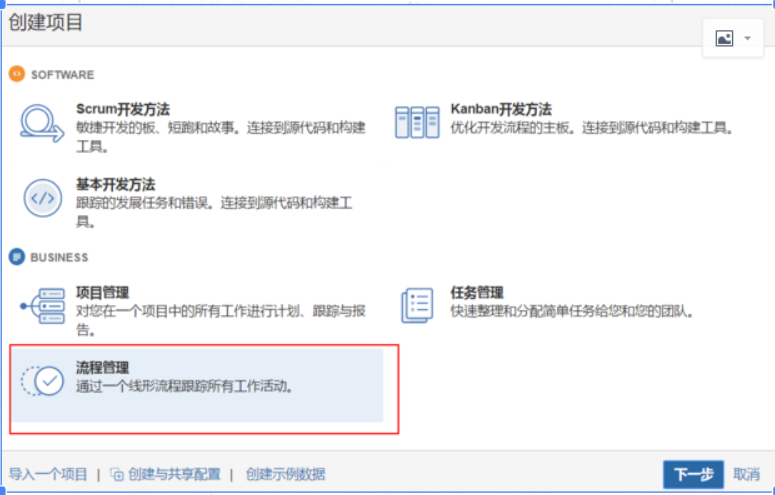 创建项目
SOFTWARE
Scrum开发方法
敏捷开发的板、短跑和故事。连接到源代码和构建
工具。
Kanban开发方法
优化开发流程的主板。连接到源代码和构建工具。
基本开发方法
跟踪的发展任务和错误。连接到源代码和构建工
具。
BUSINESS
项目管理
对您在一个项目中的所有工作进行计划、跟踪与报
告。
任务管理
快速整理和分配简单任务给您和您的团队。
流程管理
通过一个线形流程跟踪所有工作活动。
导入一个项目 | 创建与共享配置 | 创建示例数据
下一步 取消